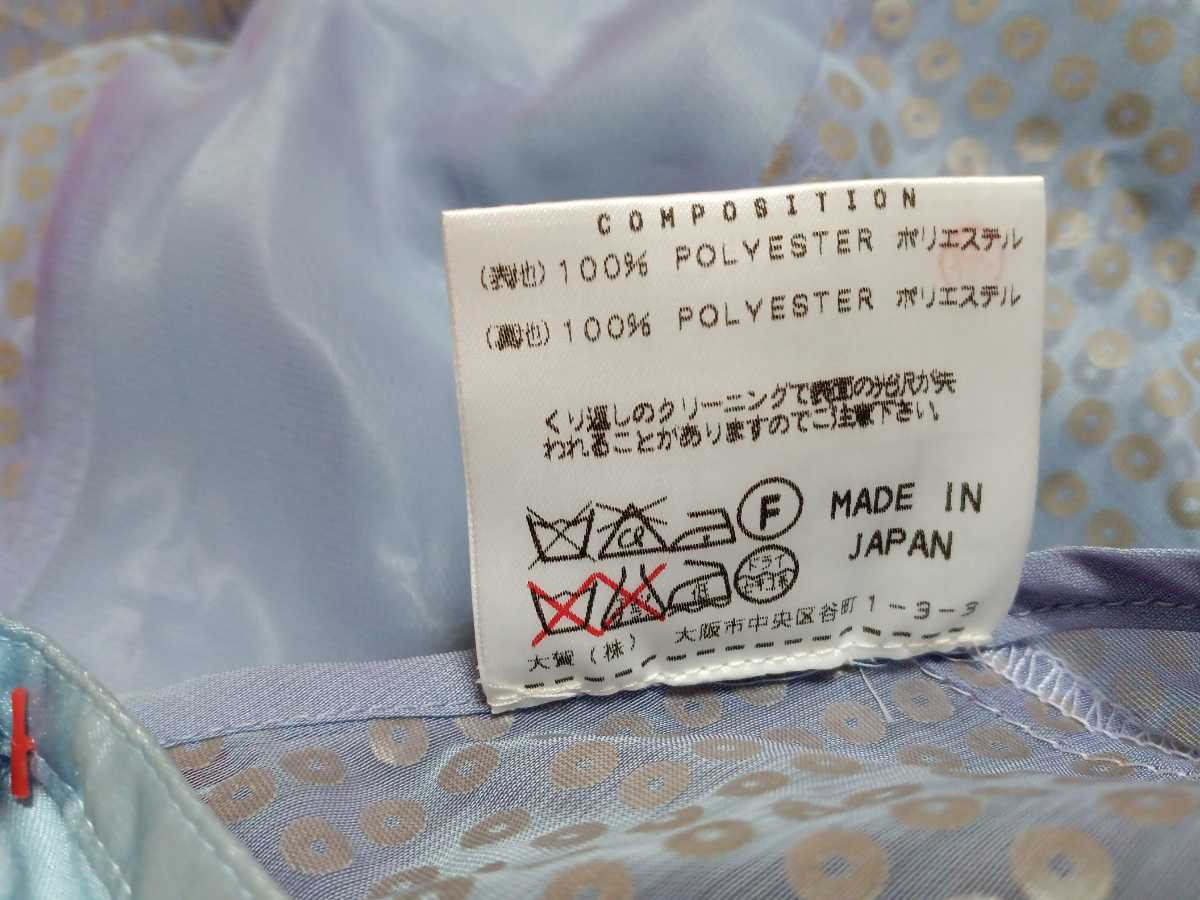 COMPOSITION
(表地) 100% POLYESTER ポリエステル
(裏地) 100% POLYESTER ポリエステル
くり返しのクリーニングで表面の光沢が失
われることがありますのでご注意下さい。
Cl F MADE IN
JAPAN
低 ドライ
大賀(株) 大阪市中央区谷町1-3-3